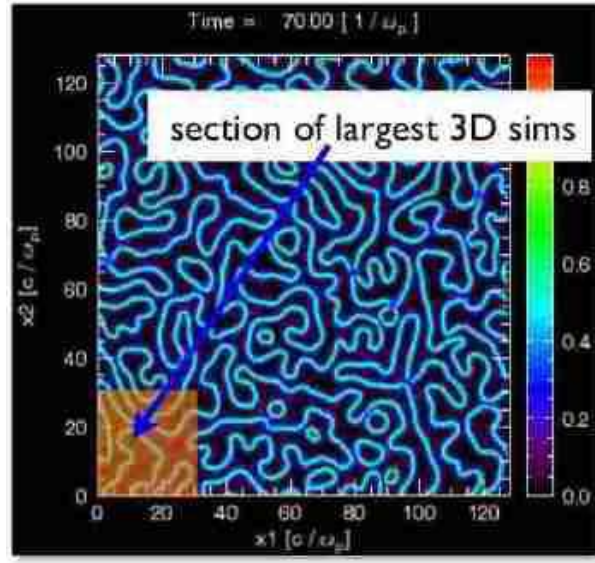 Time = 70.00 [ 1 / ωp ]
section of largest 3D sims
120
100
80
60
40
20
0
x2 [ c / ωp ]
0 20 40 60 80 100 120
x1 [ c / ωp ]
0.8
0.6
0.4
0.2
0.0